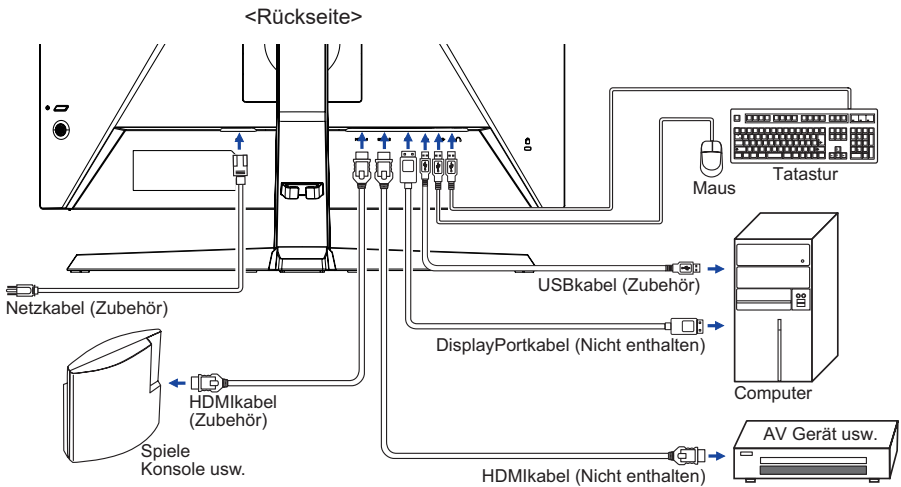 <Rückseite>
Maus
Tatastur
USBkabel (Zubehör)
Netzkabel (Zubehör)
DisplayPortkabel (Nicht enthalten)
Computer
HDMIkabel
(Zubehör)
AV Gerät usw.
Spiele
Konsole usw.
HDMIkabel (Nicht enthalten)